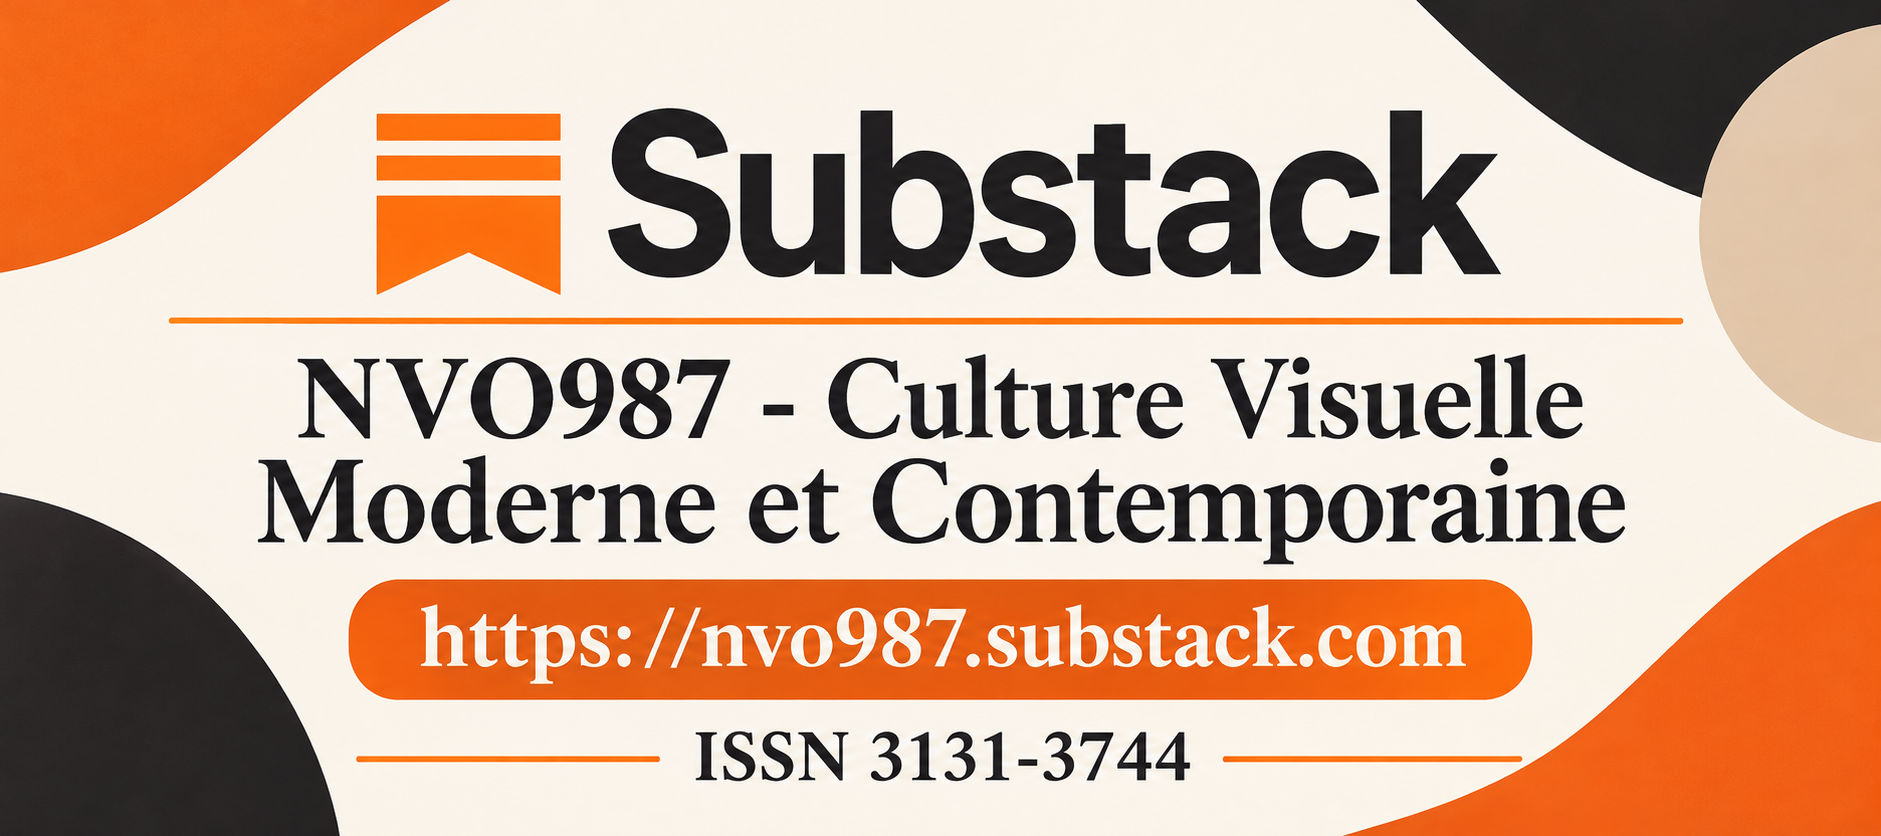 Substack
NVO987 - Culture Visuelle
Moderne et Contemporaine
https://nvo987.substack.com
ISSN 3131-3744